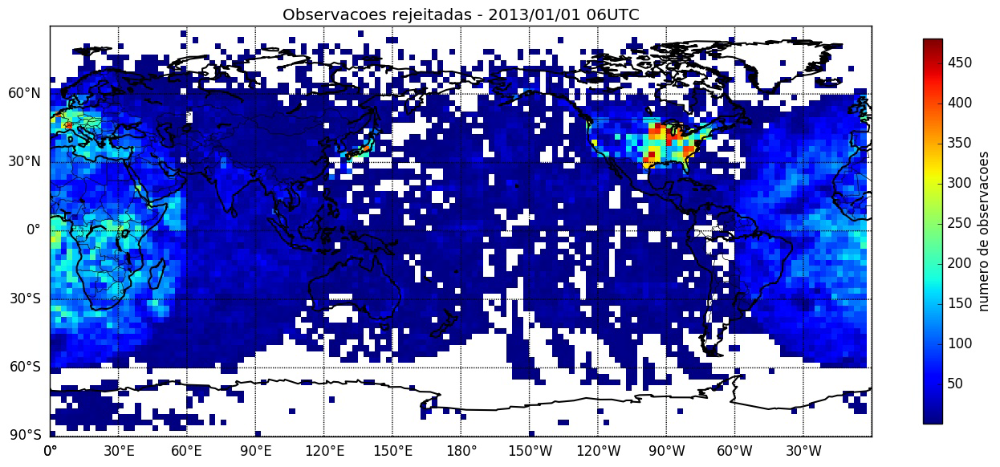 Observacoes rejeitadas - 2013/01/01 06UTC
60°N
30°N
0°
30°S
60°S
90°S
0°
30°E
60°E
90°E
120°E
150°E
180°
150°W
120°W
90°W
60°W
30°W
450
400
350
300
250
200
150
100
50
numero de observacoes